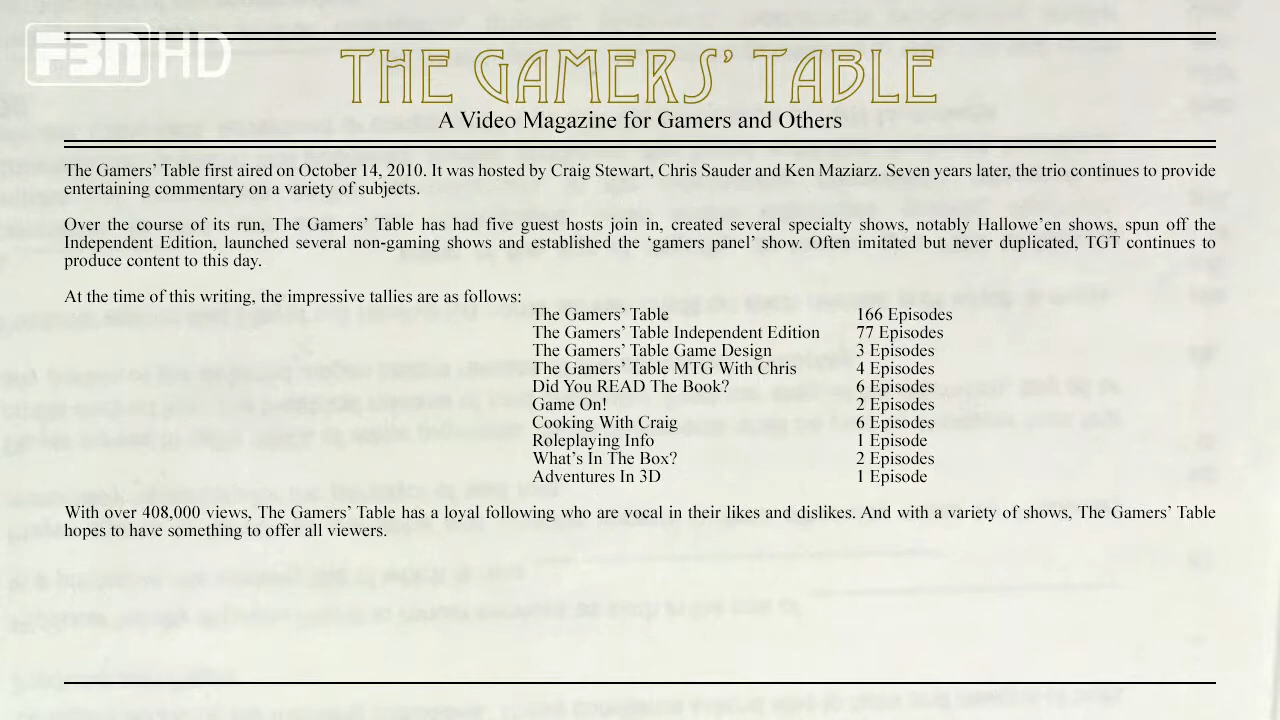 FBN HD
THE GAMERS' TABLE
A Video Magazine for Gamers and Others
The Gamers' Table first aired on October 14, 2010. It was hosted by Craig Stewart, Chris Sauder and Ken Maziarz. Seven years later, the trio continues to provide
entertaining commentary on a variety of subjects.
Over the course of its run, The Gamers' Table has had five guest hosts join in, created several specialty shows, notably Hallowe'en shows, spun off the
Independent Edition, launched several non-gaming shows and established the 'gamers panel' show. Often imitated but never duplicated, TGT continues to
produce content to this day.
At the time of this writing, the impressive tallies are as follows:
The Gamers' Table 166 Episodes
The Gamers' Table Independent Edition 77 Episodes
The Gamers' Table Game Design 3 Episodes
The Gamers' Table MTG With Chris 4 Episodes
Did You READ The Book? 6 Episodes
Game On! 2 Episodes
Cooking With Craig 6 Episodes
Roleplaying Info 1 Episode
What's In The Box? 2 Episodes
Adventures In 3D 1 Episode
With over 408,000 views, The Gamers' Table has a loyal following who are vocal in their likes and dislikes. And with a variety of shows, The Gamers' Table
hopes to have something to offer all viewers.